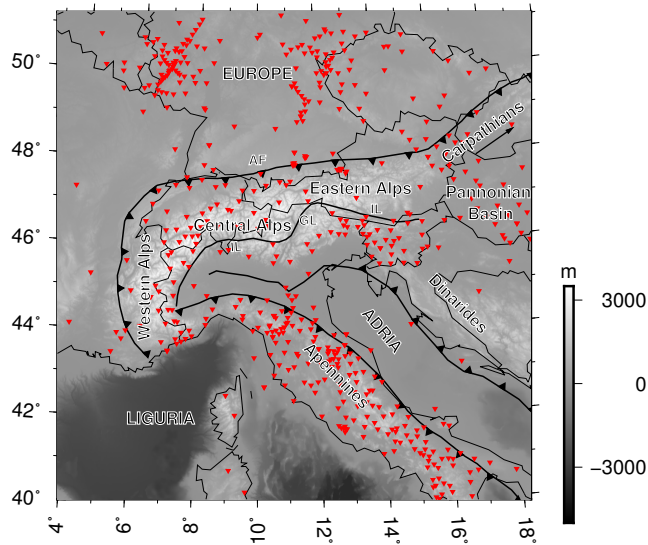 50°
48°
46°
44°
42°
40°
EUROPE
AF
Carpathians
Eastern Alps
Pannonian
Basin
Central Alps
GL
IL
IL
Western Alps
Dinarides
ADRIA
Apennines
LIGURIA
4°
6°
8°
10°
12°
14°
16°
18°
m
3000
0
−3000